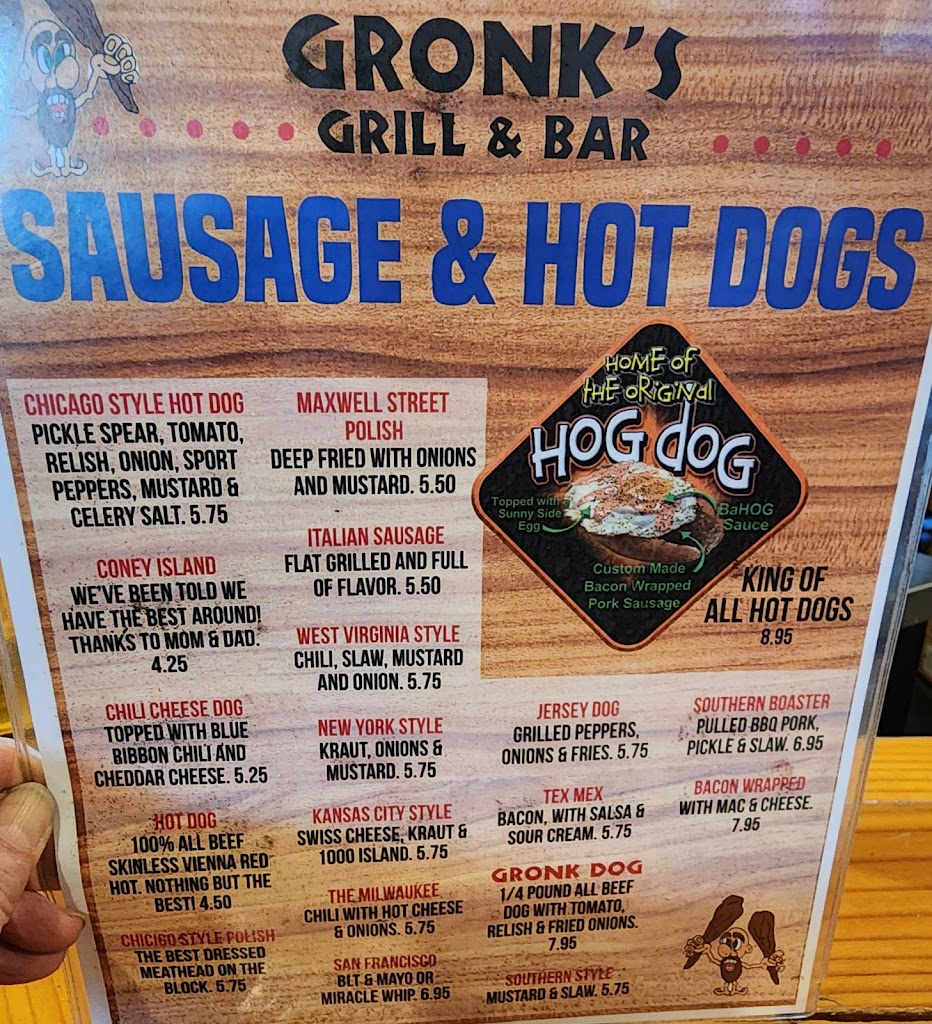 GRONK'S
GRILL & BAR
SAUSAGE & HOT DOGS
CHICAGO STYLE HOT DOG
PICKLE SPEAR, TOMATO,
RELISH, ONION, SPORT
PEPPERS, MUSTARD &
CELERY SALT. 5.75
CONEY ISLAND
WE'VE BEEN TOLD WE
HAVE THE BEST AROUND!
THANKS TO MOM & DAD.
4.25
CHILI CHEESE DOG
TOPPED WITH BLUE
RIBBON CHILI AND
CHEDDAR CHEESE. 5.25
HOT DOG
100% ALL BEEF
SKINLESS VIENNA RED
HOT. NOTHING BUT THE
BEST! 4.50
CHICIGO STYLE POLISH
THE BEST DRESSED
MEATHEAD ON THE
BLOCK. 5.75
MAXWELL STREET
POLISH
DEEP FRIED WITH ONIONS
AND MUSTARD. 5.50
ITALIAN SAUSAGE
FLAT GRILLED AND FULL
OF FLAVOR. 5.50
WEST VIRGINIA STYLE
CHILI, SLAW, MUSTARD
AND ONION. 5.75
NEW YORK STYLE
KRAUT, ONIONS &
MUSTARD. 5.75
KANSAS CITY STYLE
SWISS CHEESE, KRAUT &
1000 ISLAND. 5.75
THE MILWAUKEE
CHILI WITH HOT CHEESE
& ONIONS. 5.75
SAN FRANCISCO
BLT & MAYO OR
MIRACLE WHIP. 6.95
HOME OF
THE ORIGINAL
HOG DOG
Topped with a
Sunny Side
Egg
BaHOG
Sauce
Custom Made
Bacon Wrapped
Pork Sausage
KING OF
ALL HOT DOGS
8.95
JERSEY DOG
GRILLED PEPPERS,
ONIONS & FRIES. 5.75
TEX MEX
BACON, WITH SALSA &
SOUR CREAM. 5.75
GRONK DOG
1/4 POUND ALL BEEF
DOG WITH TOMATO,
RELISH & FRIED ONIONS.
7.95
SOUTHERN STYLE
MUSTARD & SLAW. 5.75
SOUTHERN BOASTER
PULLED BBQ PORK,
PICKLE & SLAW. 6.95
BACON WRAPPED
WITH MAC & CHEESE.
7.95